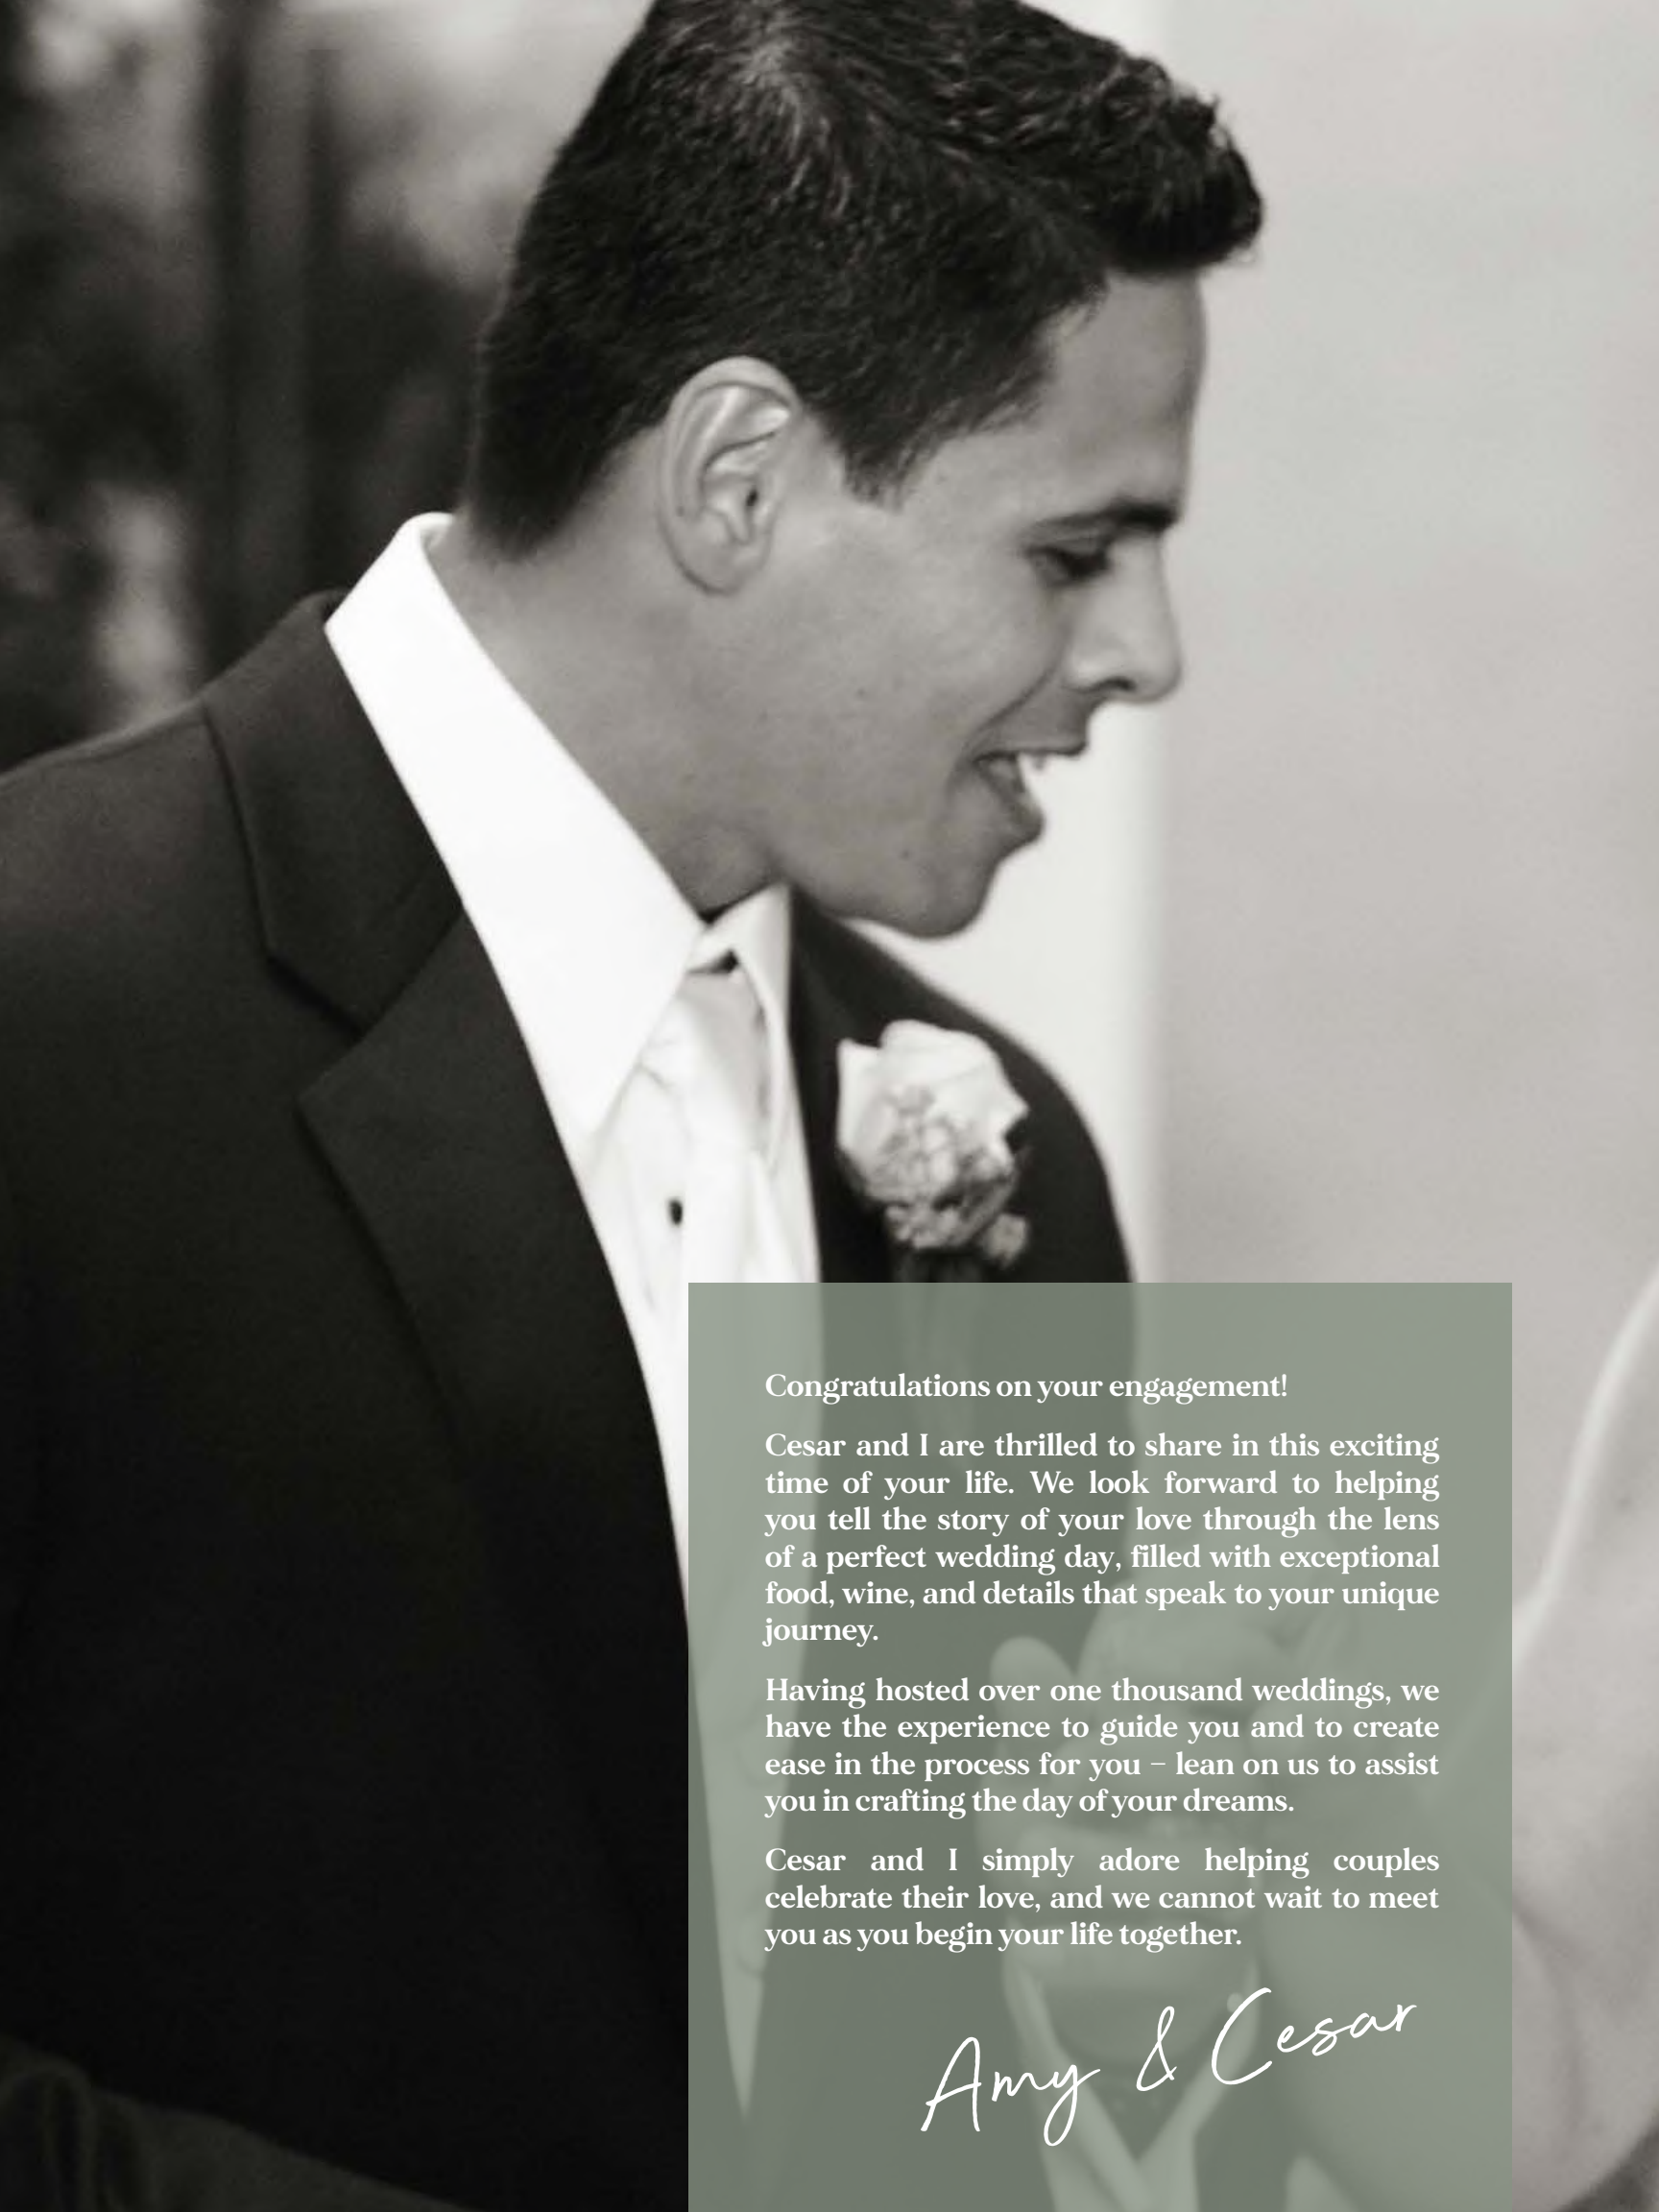 Congratulations on your engagement!
Cesar and I are thrilled to share in this exciting
time of your life. We look forward to helping
you tell the story of your love through the lens
of a perfect wedding day, filled with exceptional
food, wine, and details that speak to your unique
journey.
Having hosted over one thousand weddings, we
have the experience to guide you and to create
ease in the process for you – lean on us to assist
you in crafting the day of your dreams.
Cesar and I simply adore helping couples
celebrate their love, and we cannot wait to meet
you as you begin your life together.
Amy & Cesar